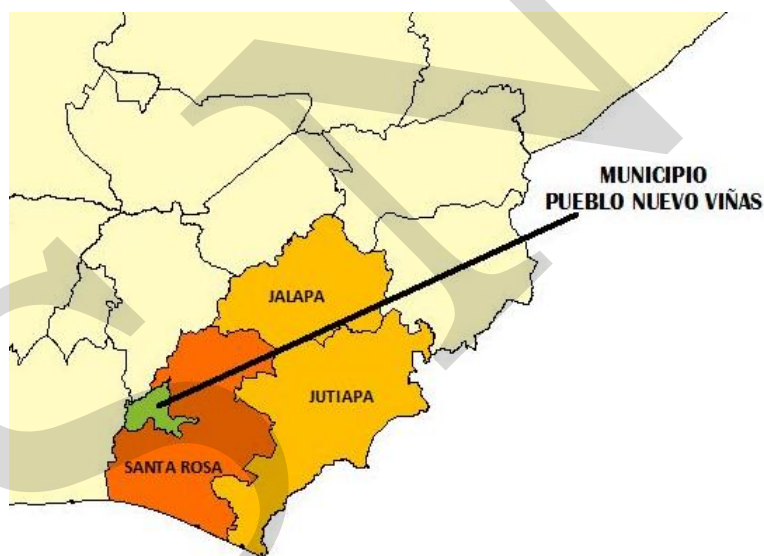 MUNICIPIO
PUEBLO NUEVO VIÑAS
JALAPA
JUTIAPA
SANTA ROSA